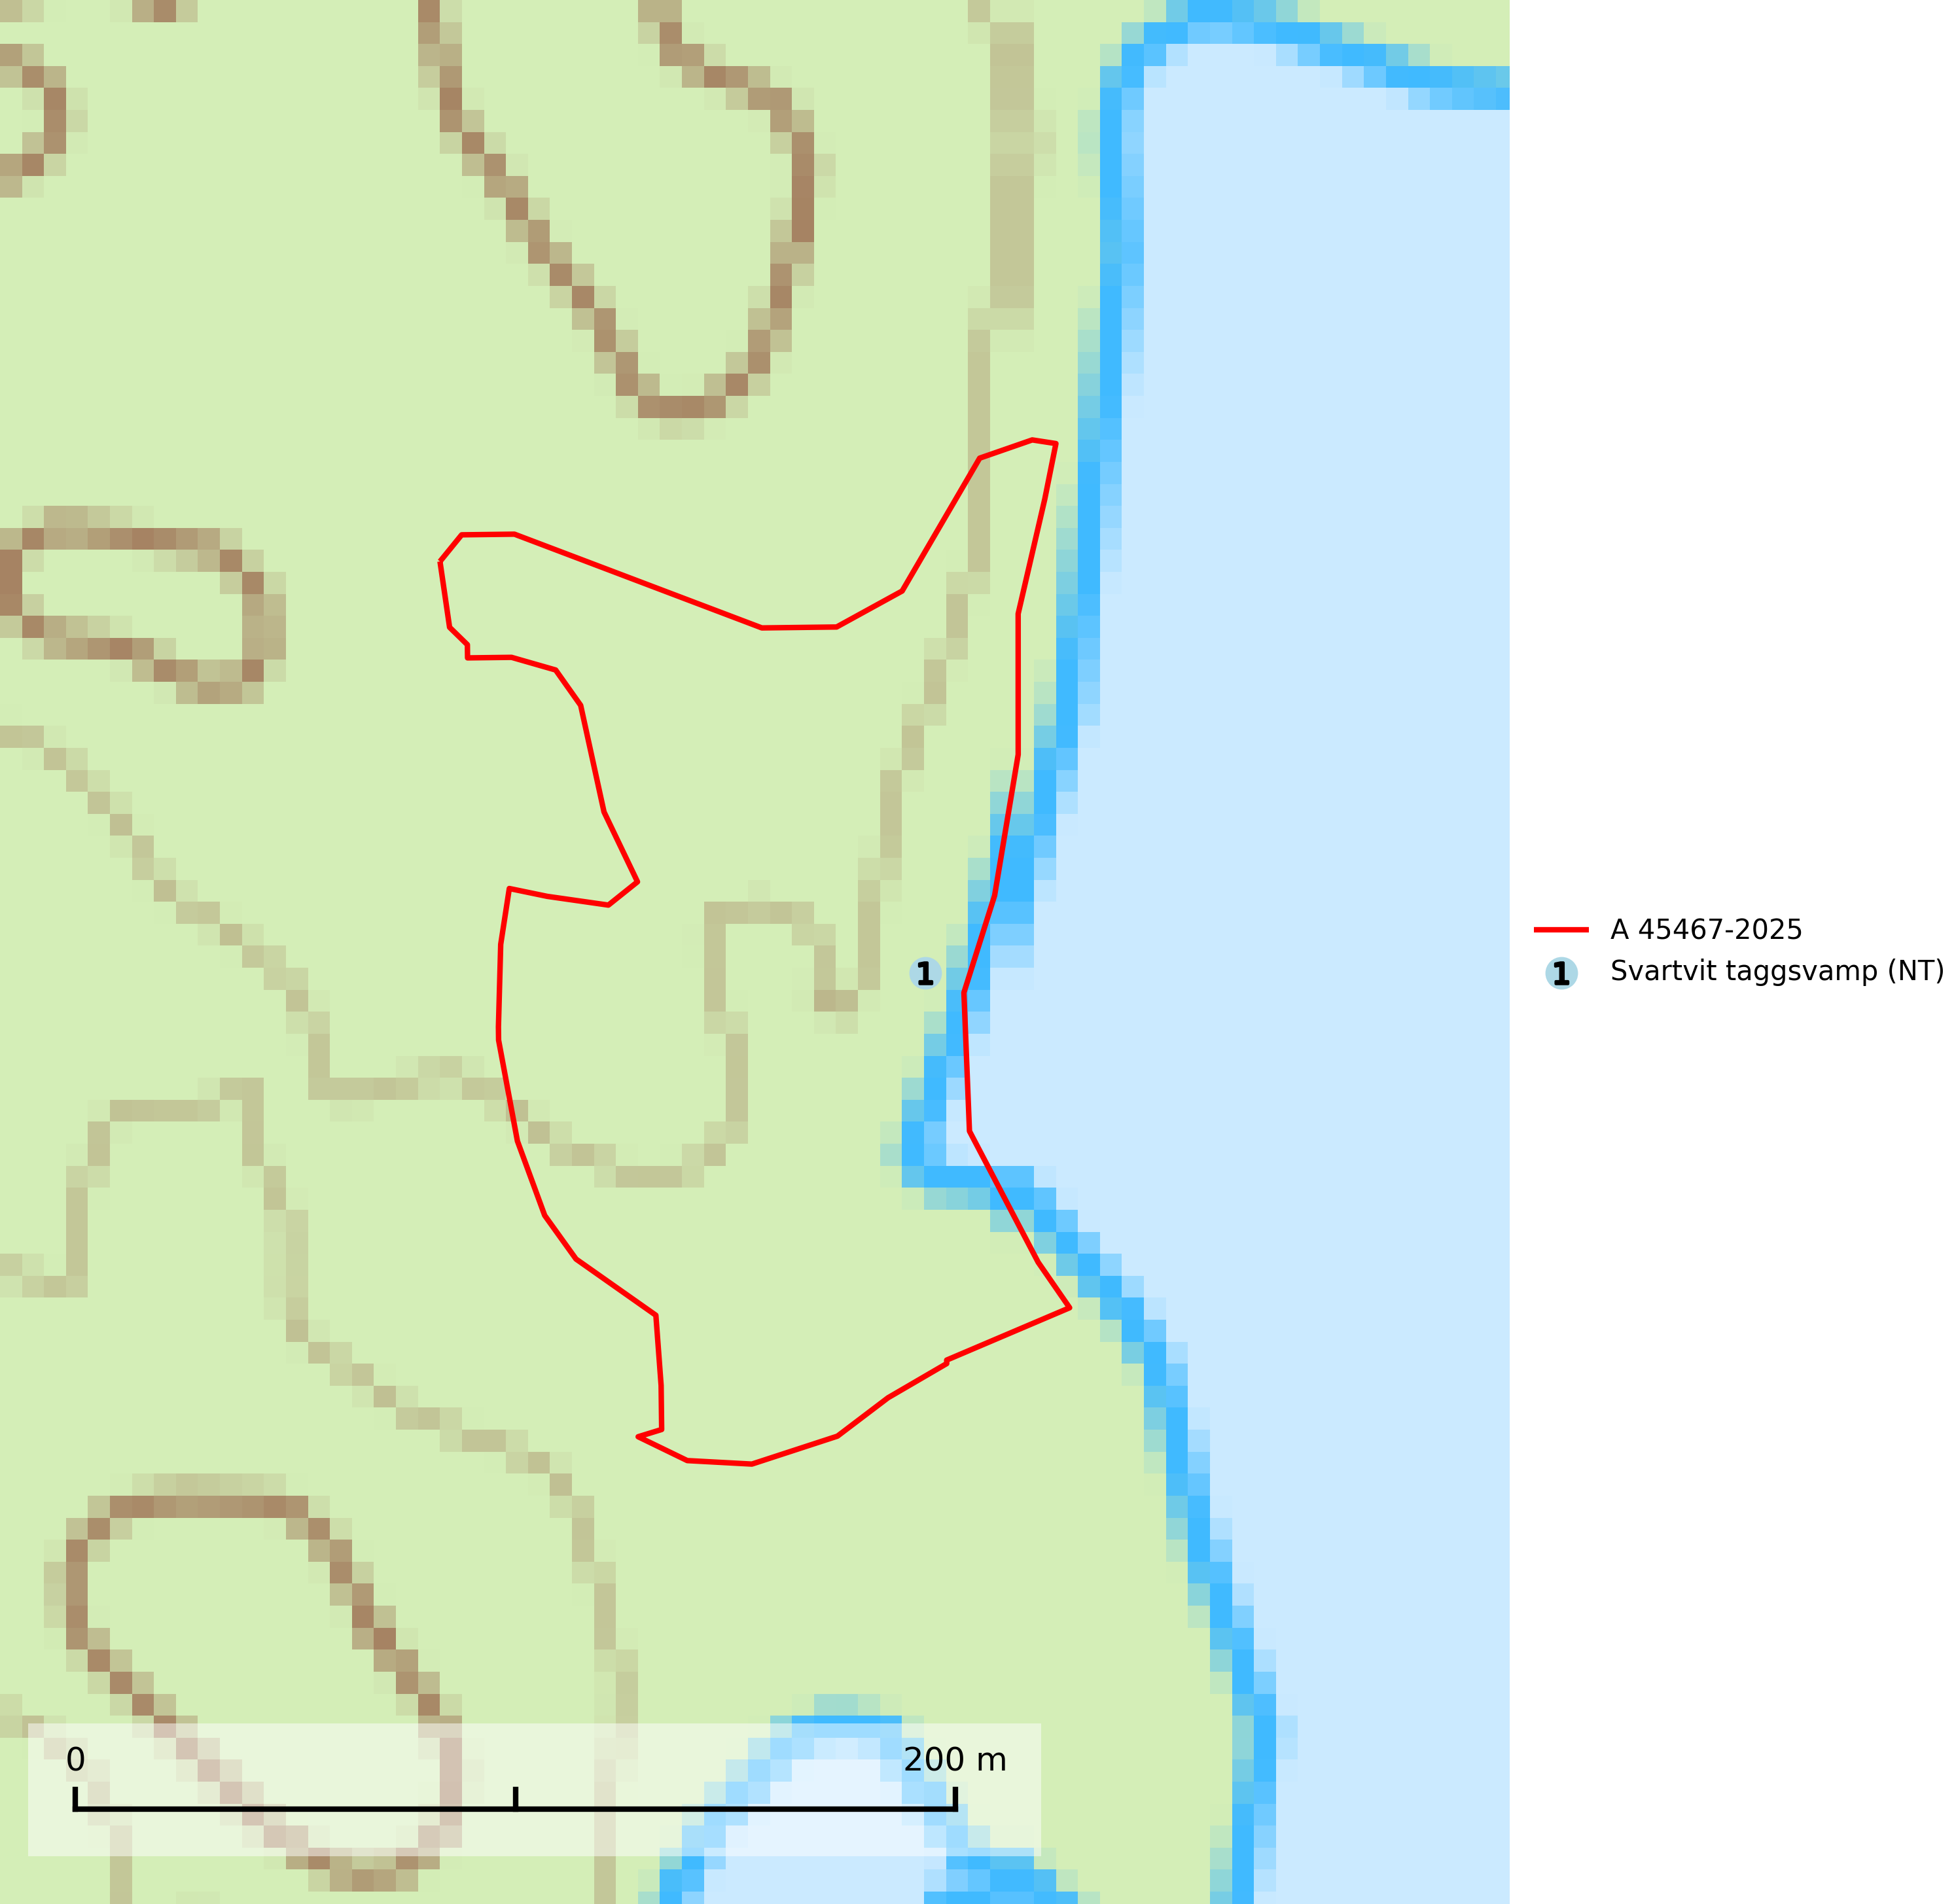 1
A 45467-2025
1 Svartvit taggsvamp (NT)
0 200 m